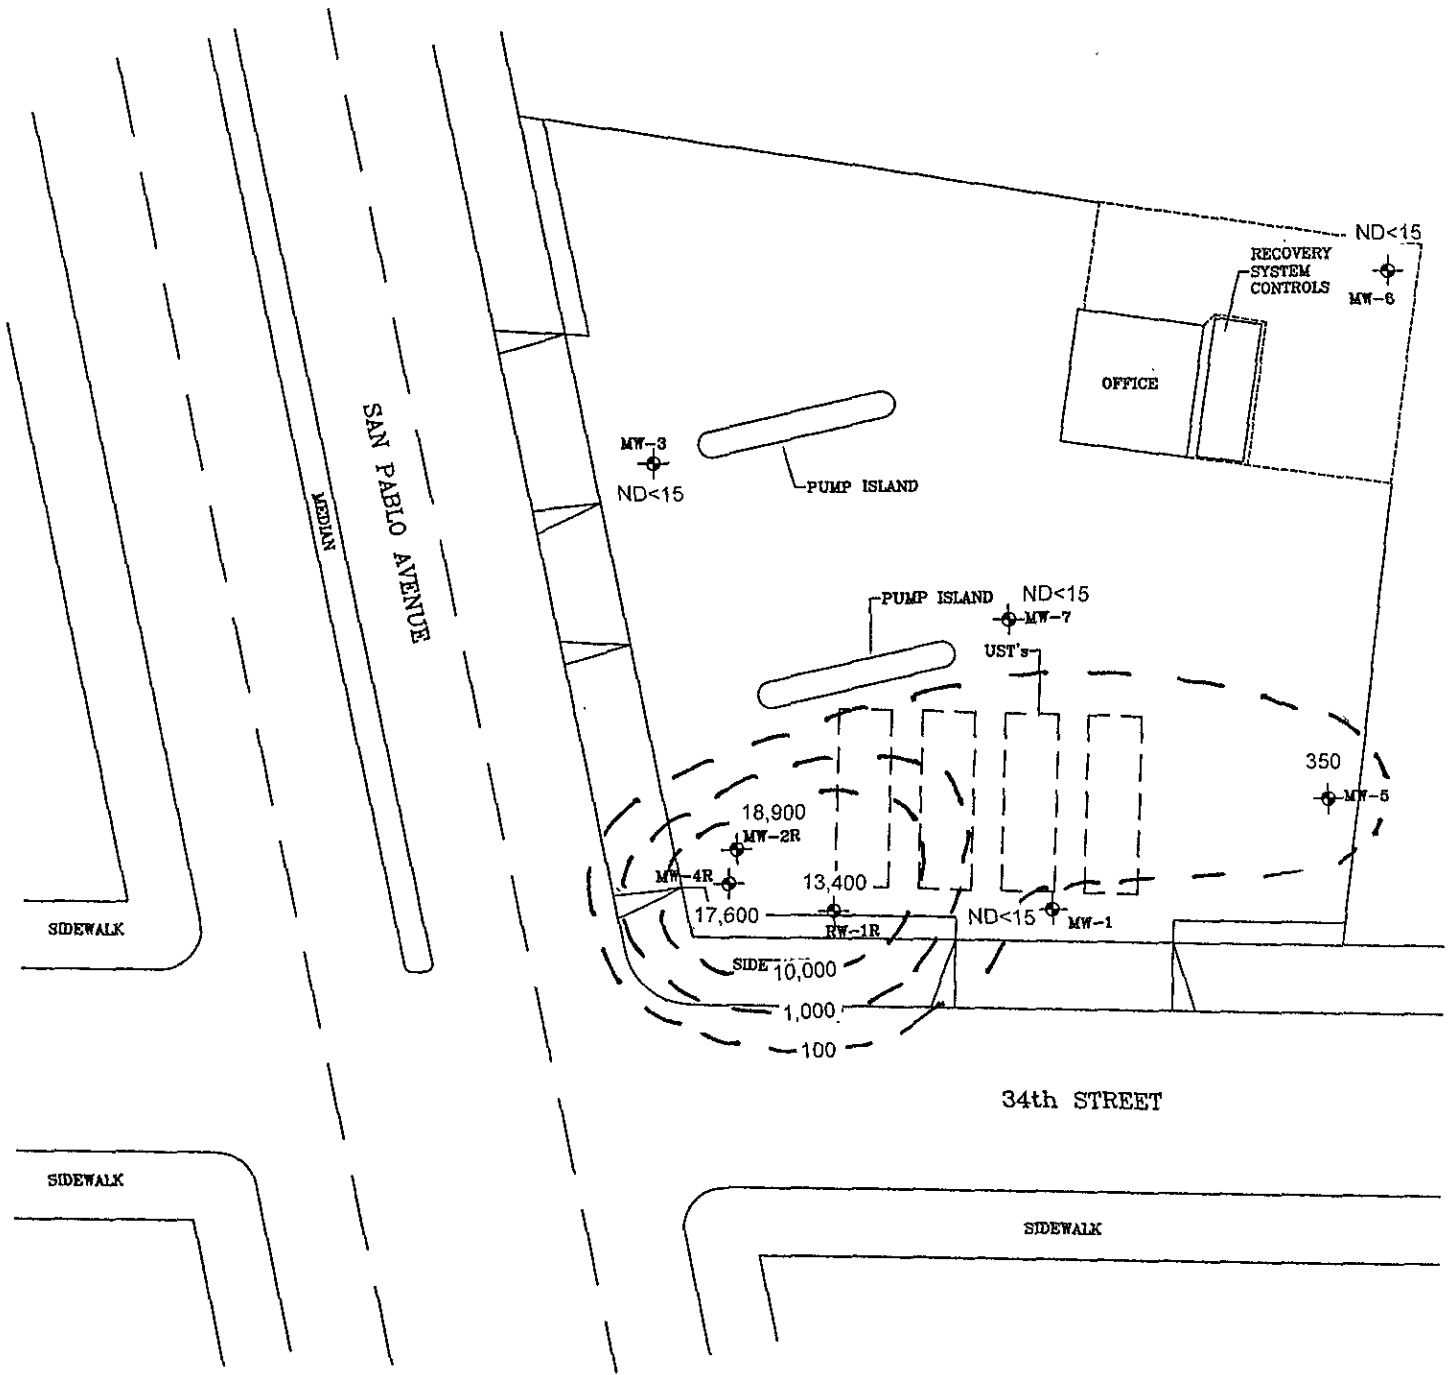 ND<15
RECOVERY
SYSTEM
CONTROLS
MW-6
OFFICE
SAN PABLO AVENUE
MEDIAN
MW-3
ND<15
PUMP ISLAND
PUMP ISLAND
ND<15
MW-7
UST's
350
MW-5
18,900
MW-2R
MW-4R
13,400
17,600
RW-1R
ND<15
MW-1
SIDEWALK
SIDE
10,000
1,000
100
34th STREET
SIDEWALK
SIDEWALK